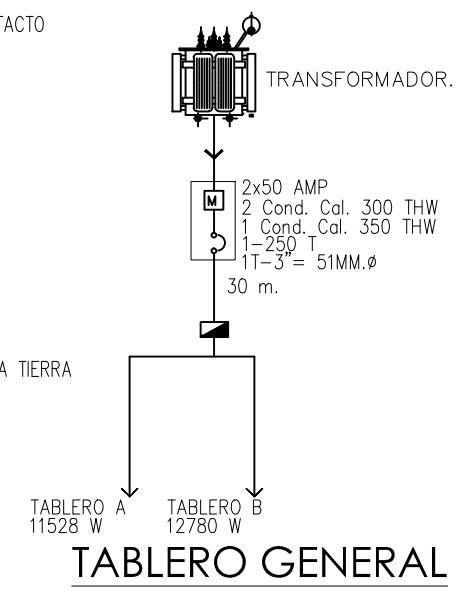 TACTO
TRANSFORMADOR.
M
2x50 AMP
2 Cond. Cal. 300 THW
1 Cond. Cal. 350 THW
1-250 T
1T-3"= 51MM.ø
30 m.
A TIERRA
TABLERO A
11528 W
TABLERO B
12780 W
TABLERO GENERAL